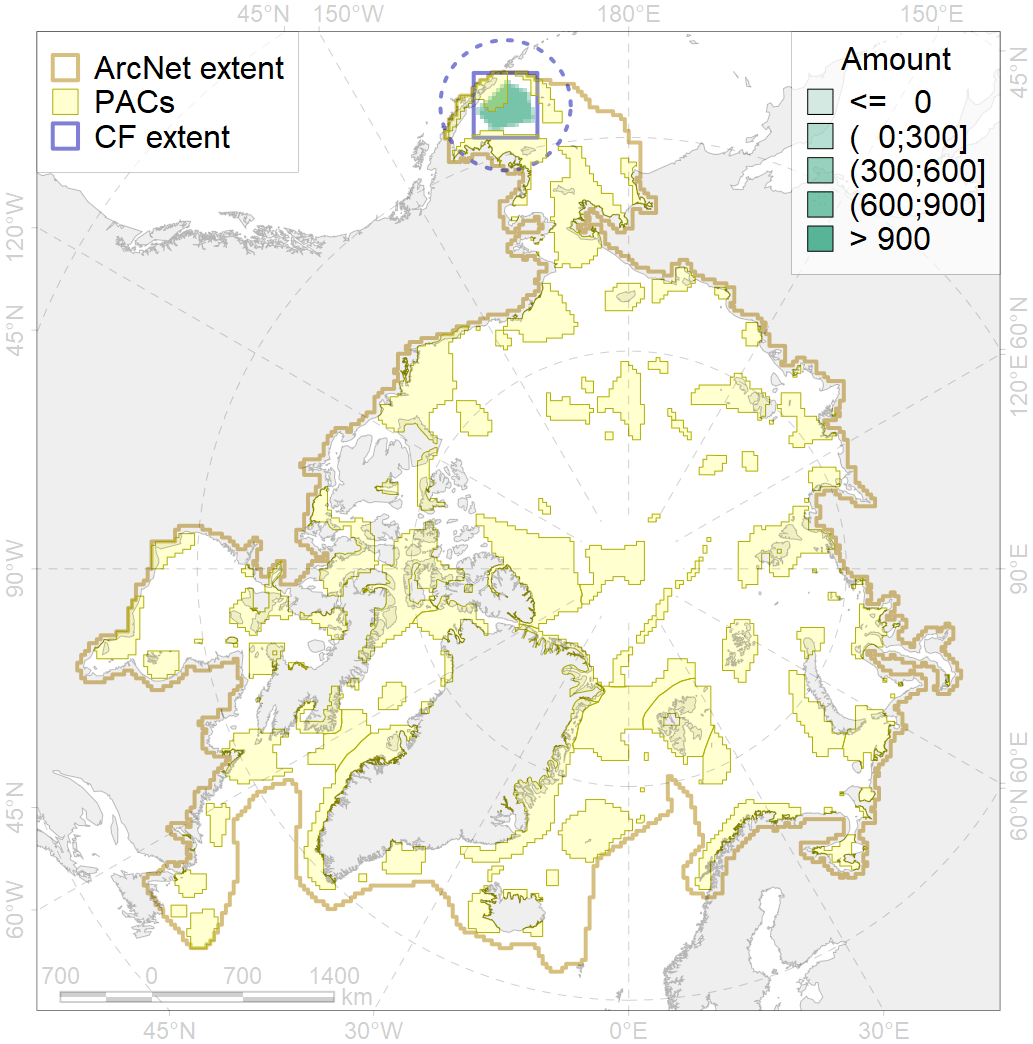 45°N 150°W 180°E 150°E
ArcNet extent
PACs
CF extent
Amount
<= 0
( 0;300]
(300;600]
(600;900]
> 900
45°N
120°W
60°N
45°N
120°E
90°W
90°E
45°N
60°N
60°W
60°E
700 0 700 1400
km
45°N 30°W 0°E 30°E